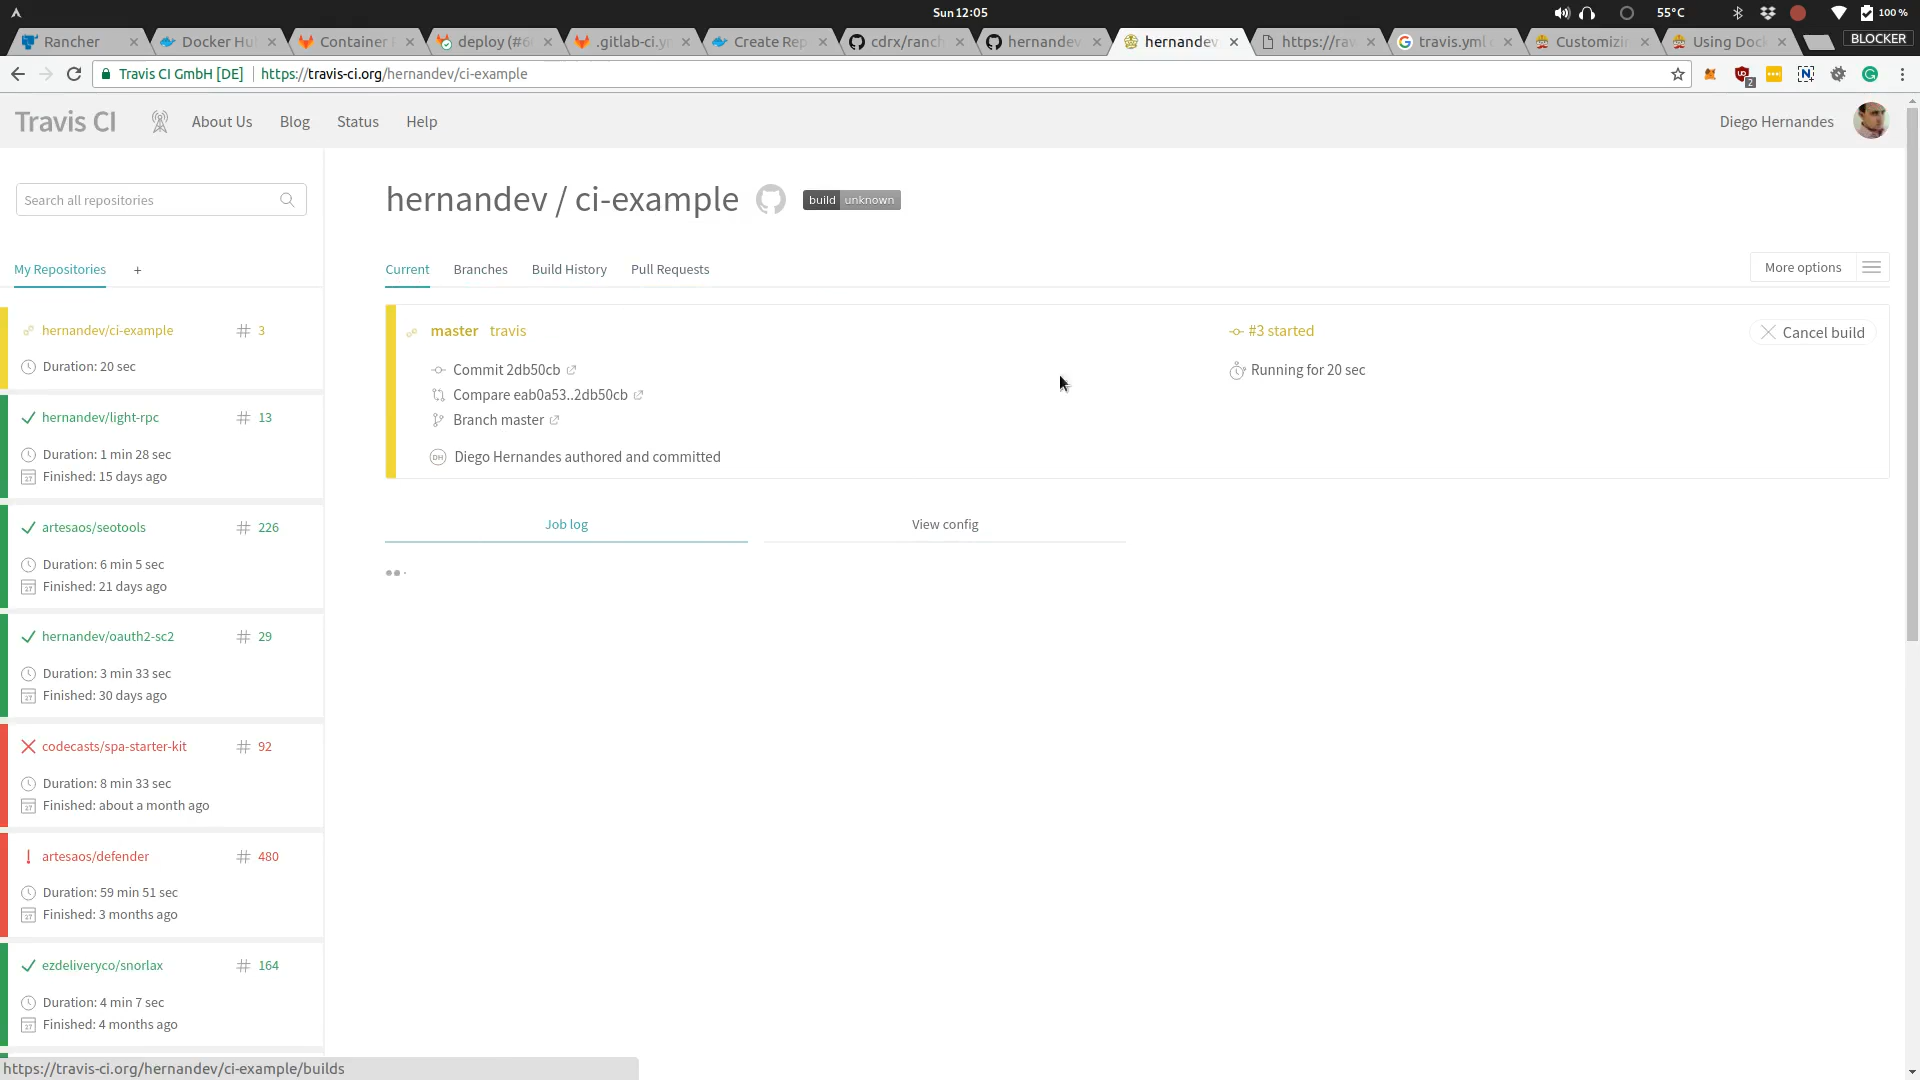 Sun 12:05
55°C
100 %
Rancher
Docker Hu
Container
deploy (#6
.gitlab-ci.yn
Create Rep
cdrx/ranch
hernandev
hernandev
https://rav
travis.yml
Customizin
Using Dock
BLOCKER
Travis CI GmbH [DE]
https://travis-ci.org/hernandev/ci-example
2
Travis CI
About Us
Blog
Status
Help
Diego Hernandes
Search all repositories
My Repositories
+
hernandev/ci-example
# 3
Duration: 20 sec
hernandev/light-rpc
# 13
Duration: 1 min 28 sec
Finished: 15 days ago
artesaos/seotools
# 226
Duration: 6 min 5 sec
Finished: 21 days ago
hernandev/oauth2-sc2
# 29
Duration: 3 min 33 sec
Finished: 30 days ago
codecasts/spa-starter-kit
# 92
Duration: 8 min 33 sec
Finished: about a month ago
artesaos/defender
# 480
Duration: 59 min 51 sec
Finished: 3 months ago
ezdeliveryco/snorlax
# 164
Duration: 4 min 7 sec
Finished: 4 months ago
hernandev / ci-example
build unknown
Current
Branches
Build History
Pull Requests
More options
master travis
#3 started
Cancel build
Commit 2db50cb
Running for 20 sec
Compare eab0a53..2db50cb
Branch master
DH
Diego Hernandes authored and committed
Job log
View config
https://travis-ci.org/hernandev/ci-example/builds